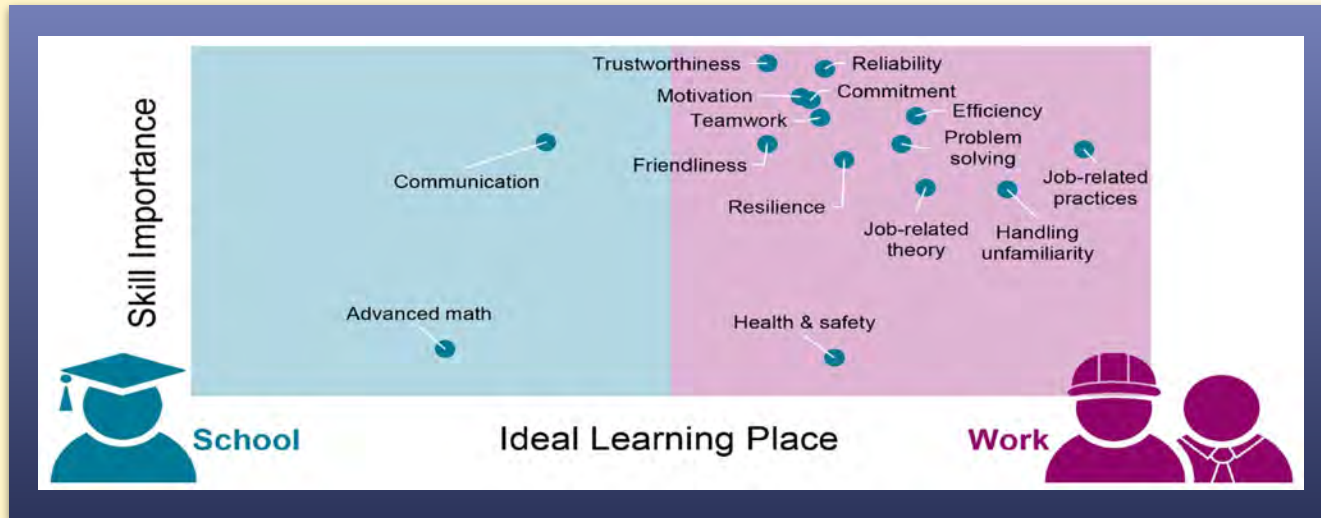 Trustworthiness
Reliability
Motivation
Commitment
Teamwork
Efficiency
Communication
Friendliness
Problem
solving
Resilience
Job-related
practices
Job-related
theory
Handling
unfamiliarity
Advanced math
Health & safety
Skill Importance
School
Ideal Learning Place
Work